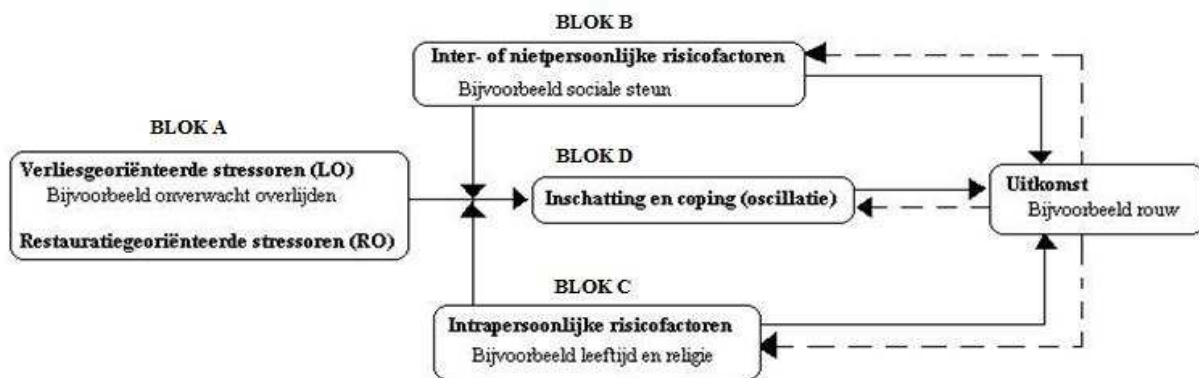 BLOK B
Inter- of nietpersoonlijke risicofactoren
Bijvoorbeeld sociale steun
BLOK A
Verliesgeoriënteerde stressoren (LO)
Bijvoorbeeld onverwacht overlijden
Restauratiegeoriënteerde stressoren (RO)
BLOK D
Inschatting en coping (oscillatie)
Uitkomst
Bijvoorbeeld rouw
BLOK C
Intrapersoonlijke risicofactoren
Bijvoorbeeld leeftijd en religie